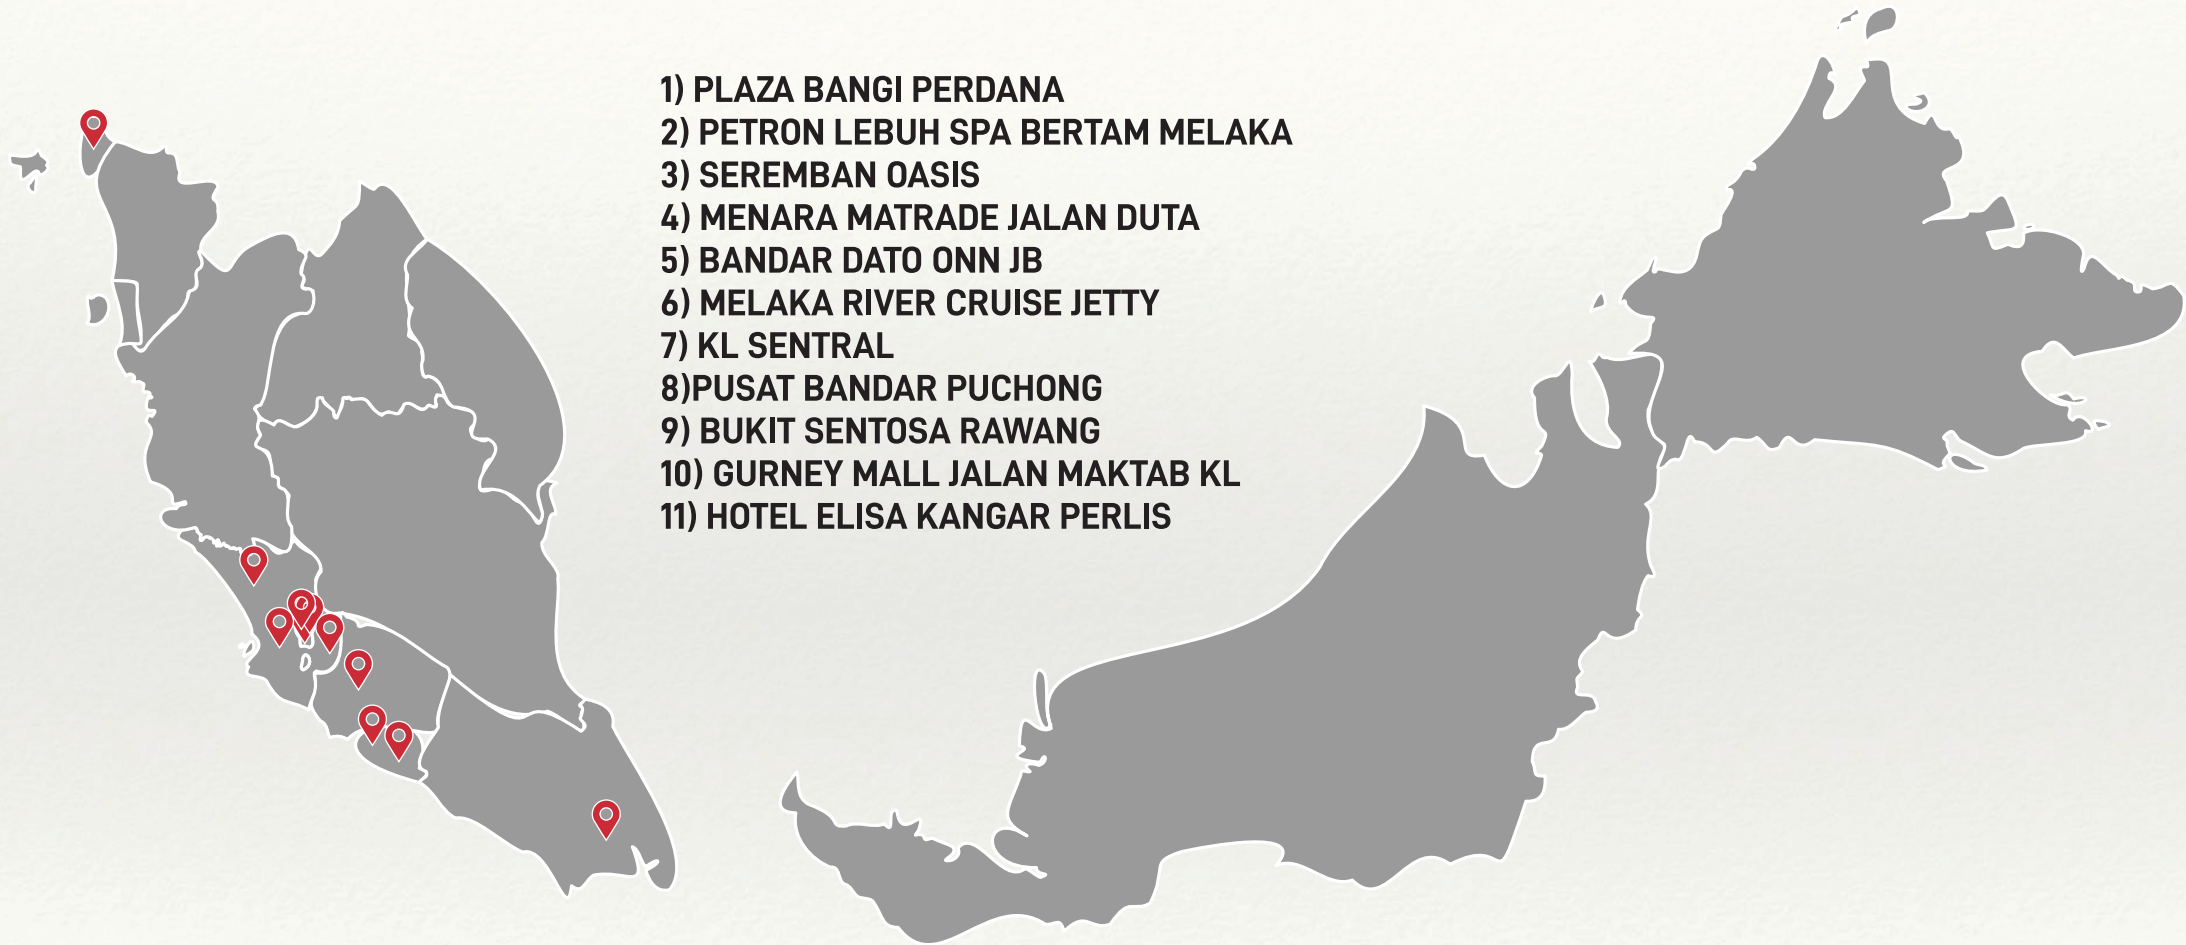 1) PLAZA BANGI PERDANA
2) PETRON LEBUH SPA BERTAM MELAKA
3) SEREMBAN OASIS
4) MENARA MATRADE JALAN DUTA
5) BANDAR DATO ONN JB
6) MELAKA RIVER CRUISE JETTY
7) KL SENTRAL
8)PUSAT BANDAR PUCHONG
9) BUKIT SENTOSA RAWANG
10) GURNEY MALL JALAN MAKTAB KL
11) HOTEL ELISA KANGAR PERLIS